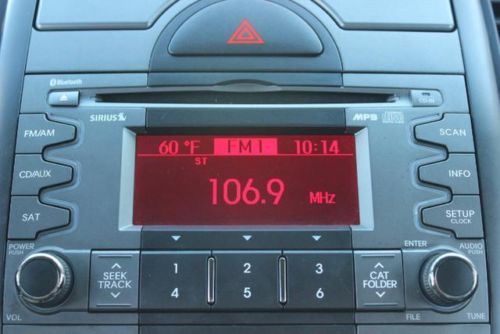 Bluetooth
CD-IN
SIRIUS
MP3
FM/AM
60 °F FM1 10:14
SCAN
ST
CD/AUX
106.9 MHz
INFO
SAT
SETUP
CLOCK
POWER
PUSH
ENTER
AUDIO
PUSH
SEEK
TRACK
1 2 3
4 5 6
CAT
FOLDER
VOL
FILE
TUNE